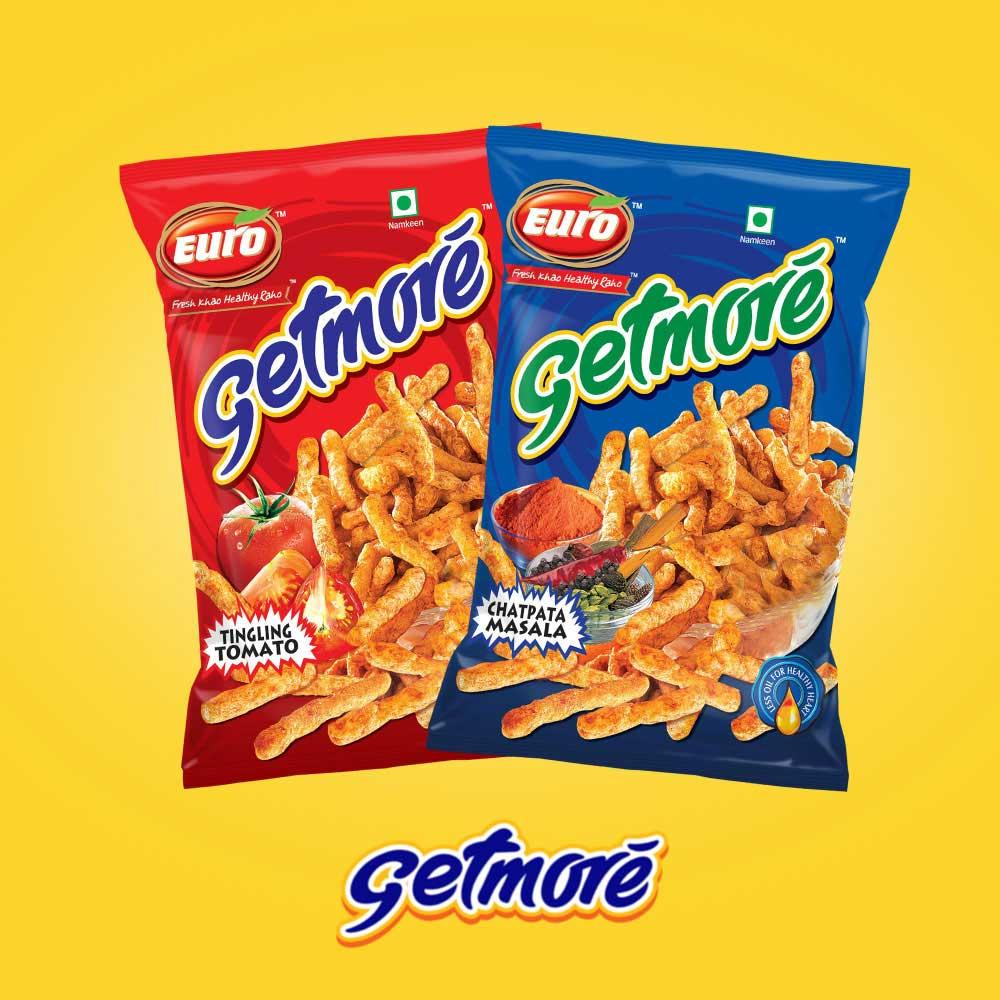 EURO TM
Namkeen
Fresh Khao Healthy Raho TM
Getmoré TM
TINGLING
TOMATO
EURO TM
Namkeen
Fresh Khao Healthy Raho TM
Getmoré TM
CHATPATA
MASALA
LESS OIL FOR HEALTHY HEART
Getmoré